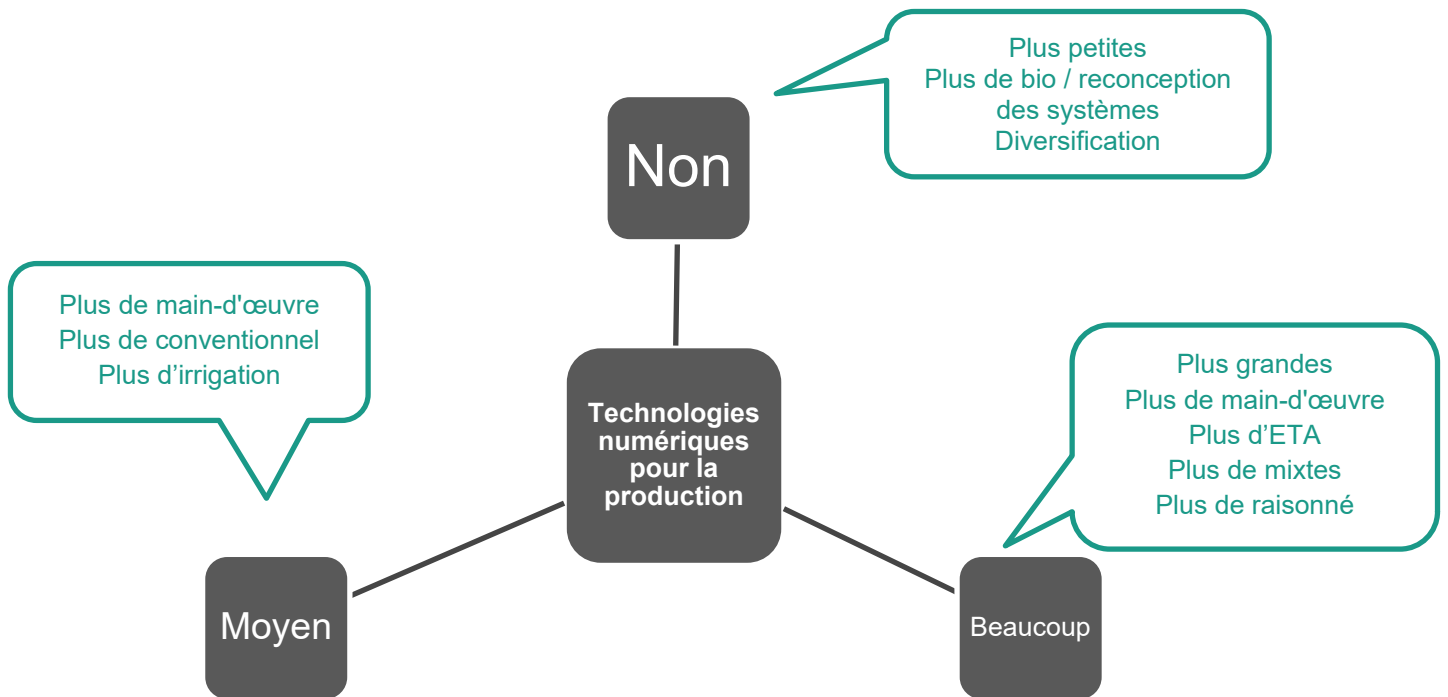 Plus petites
Plus de bio / reconception
des systèmes
Diversification
Non
Plus de main-d'œuvre
Plus de conventionnel
Plus d’irrigation
Technologies
numériques
pour la
production
Plus grandes
Plus de main-d'œuvre
Plus d’ETA
Plus de mixtes
Plus de raisonné
Moyen
Beaucoup